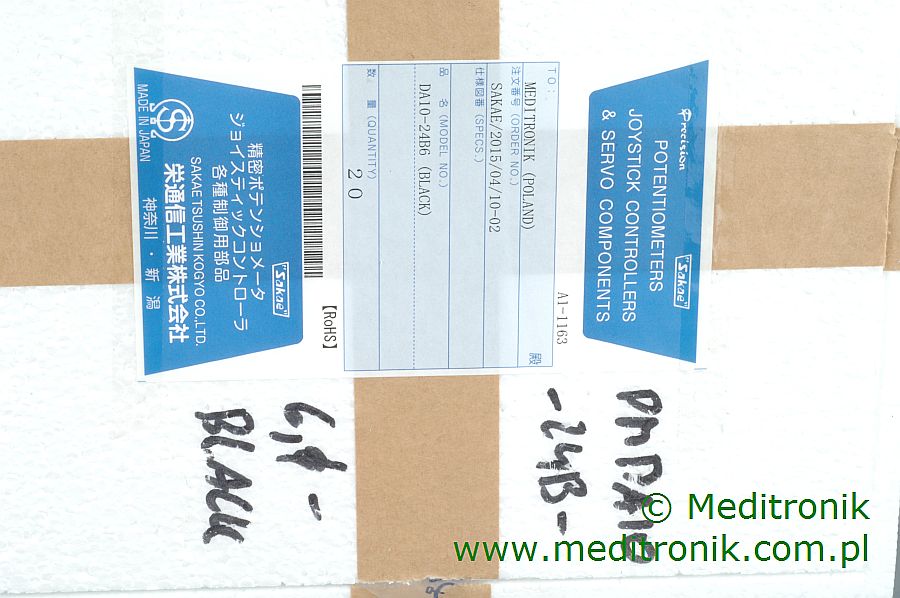 Precision
POTENTIOMETERS
JOYSTICK CONTROLLERS
& SERVO COMPONENTS
"Sakae"
A1-1163
TO:
MEDITRONIK (POLAND)
殿
注文番号 (ORDER NO.)
SAKAE/2015/04/10-02
仕様図番 (SPECS.)
品 名 (MODEL NO.)
DA10-24B6 (BLACK)
数 量 (QUANTITY)
20
【RoHS】
"Sakae"
精密ポテンショメータ
ジョイスティックコントローラ
各種制御用部品
SAKAE TSUSHIN KOGYO CO.,LTD.
栄通信工業株式会社
神奈川 ・ 新潟
S
MADE IN JAPAN
PM DA10
-24B-
6,ϕ-
BLACK
© Meditronik
www.meditronik.com.pl